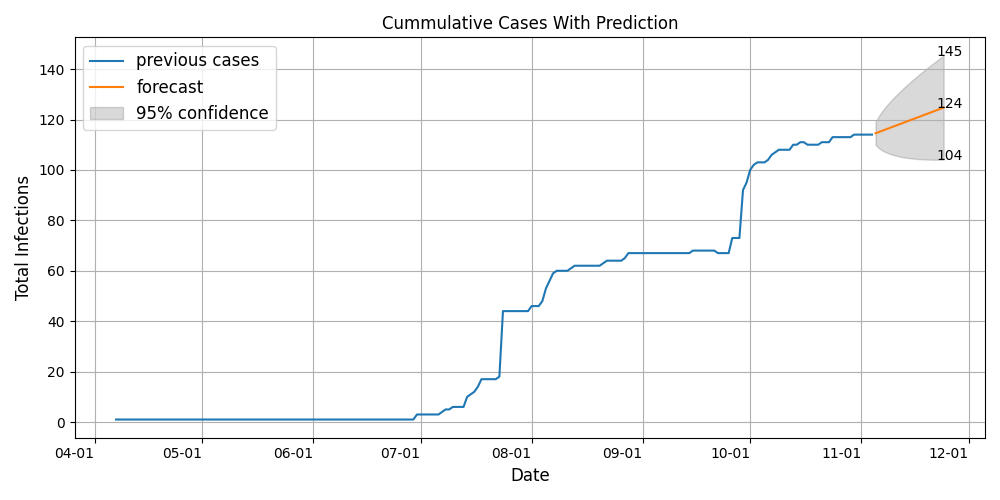 Cummulative Cases With Prediction
previous cases
forecast
95% confidence
145
124
104
Total Infections
140
120
100
80
60
40
20
0
04-01 05-01 06-01 07-01 08-01 09-01 10-01 11-01 12-01
Date